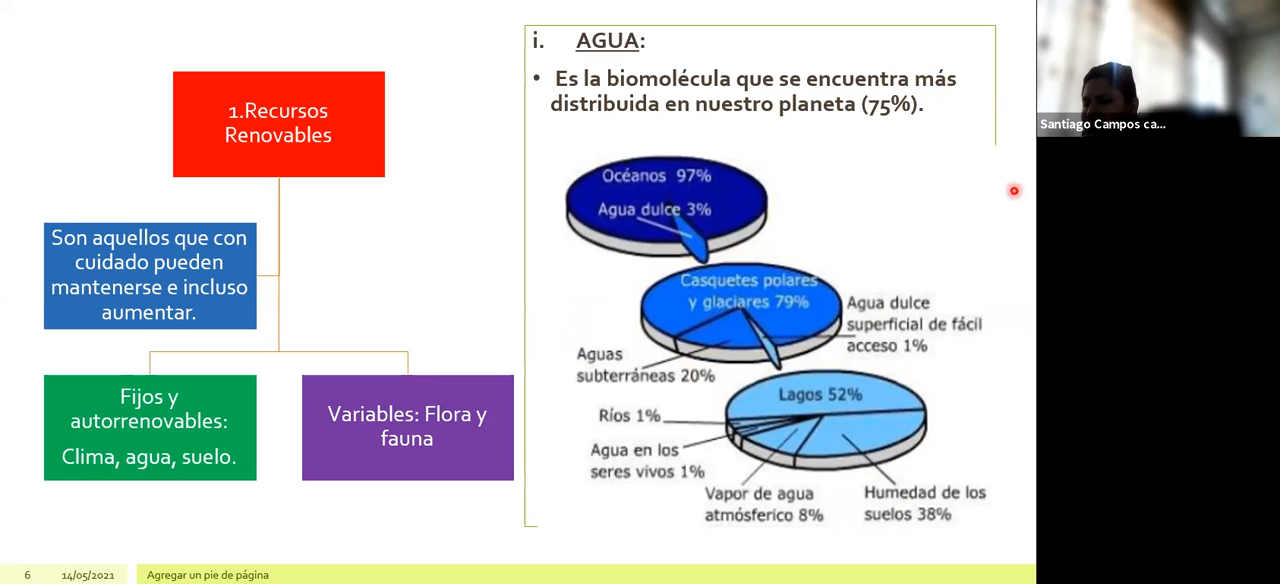 1.Recursos
Renovables
Son aquellos que con
cuidado pueden
mantenerse e incluso
aumentar.
Fijos y
autorrenovables:
Clima, agua, suelo.
Variables: Flora y
fauna
i. AGUA:
• Es la biomolécula que se encuentra más
distribuida en nuestro planeta (75%).
Océanos 97%
Agua dulce 3%
Casquetes polares
y glaciares 79%
Agua dulce
superficial de fácil
acceso 1%
Aguas
subterráneas 20%
Lagos 52%
Ríos 1%
Agua en los
seres vivos 1%
Vapor de agua
atmósferico 8%
Humedad de los
suelos 38%
6 14/05/2021 Agregar un pie de página
Santiago Campos ca...